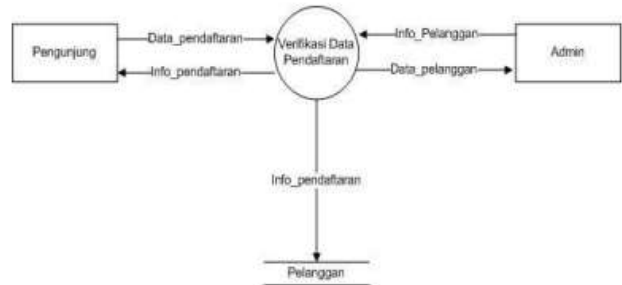 Pengunjung
Data_pendaftaran
Info_pendaftaran
Verifikasi Data
Pendaftaran
Info_Pelanggan
Data_pelanggan
Admin
Info_pendaftaran
Pelanggan